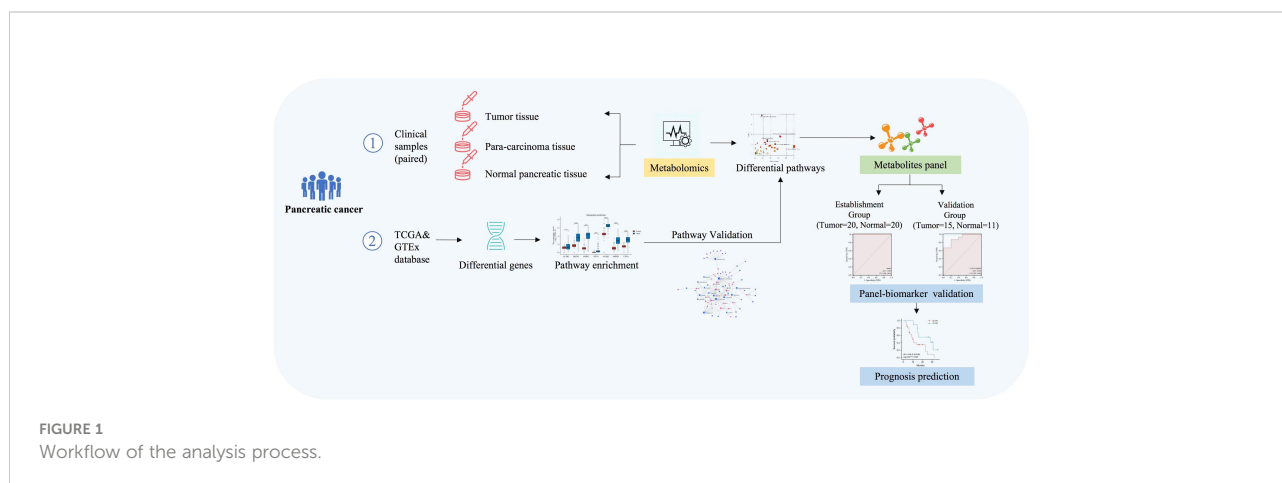 1
Clinical
samples
(paired)
Tumor tissue
Para-carcinoma tissue
Normal pancreatic tissue
Metabolomics
Differential pathways
Metabolites panel
Pancreatic cancer
2
TCGA&
GTEx
database
Differential genes
Pathway enrichment
Pathway Validation
Establishment
Group
(Tumor=20, Normal=20)
Validation
Group
(Tumor=15, Normal=11)
Panel-biomarker validation
Prognosis prediction
FIGURE 1
Workflow of the analysis process.